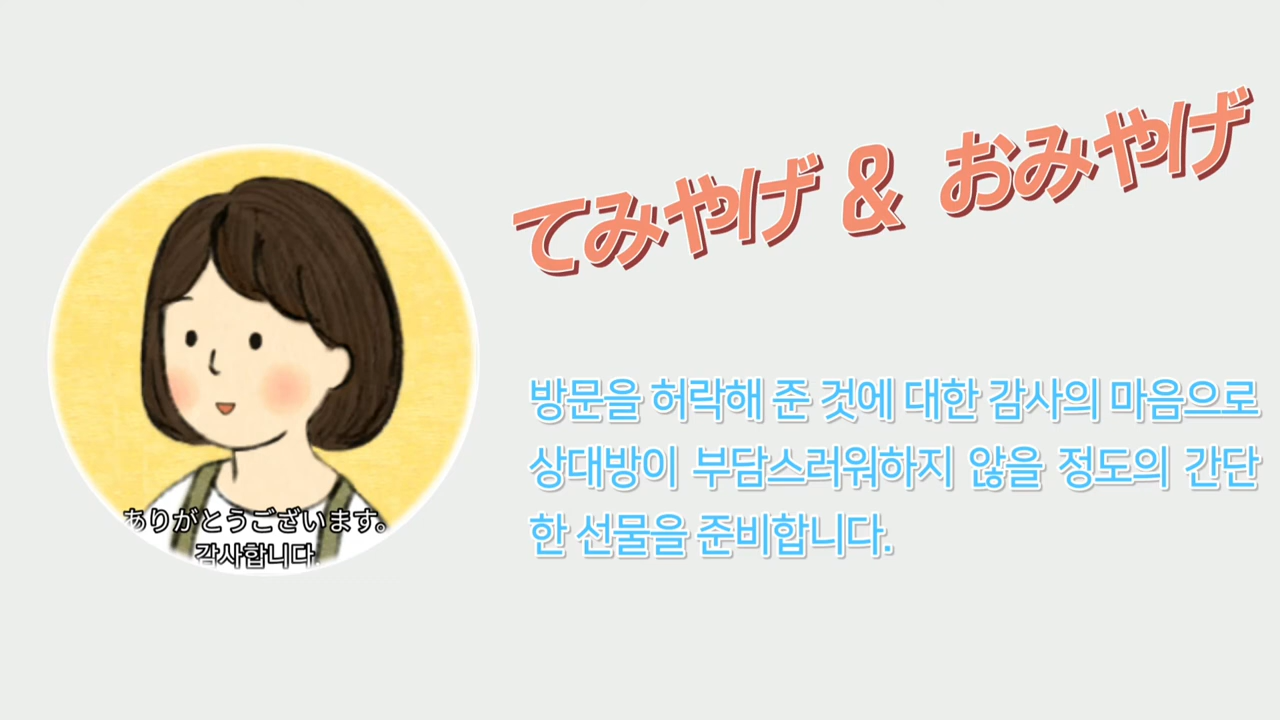 てみやげ & おみやげ
방문을 허락해 준 것에 대한 감사의 마음으로
상대방이 부담스러워하지 않을 정도의 간단
한 선물을 준비합니다.
ありがとうございます。
감사합니다.